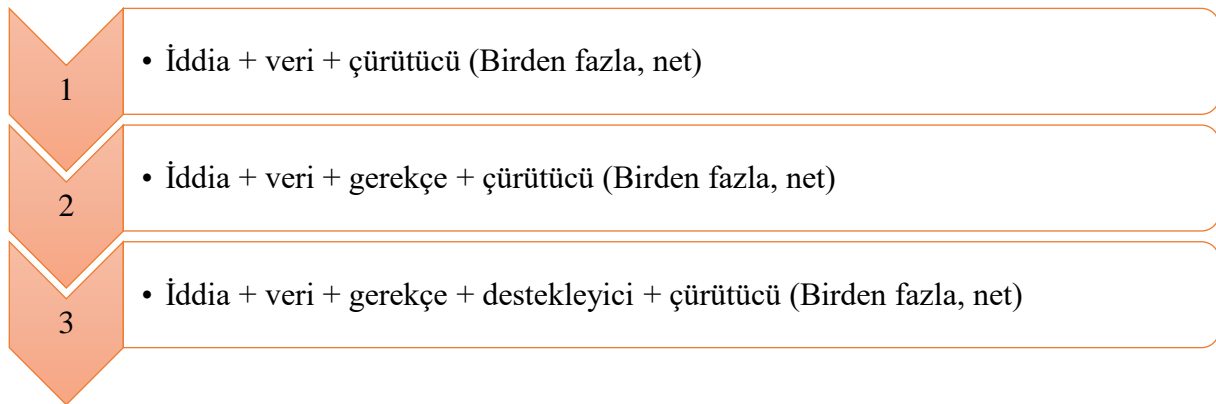 1
• İddia + veri + çürütücü (Birden fazla, net)
2
• İddia + veri + gerekçe + çürütücü (Birden fazla, net)
3
• İddia + veri + gerekçe + destekleyici + çürütücü (Birden fazla, net)